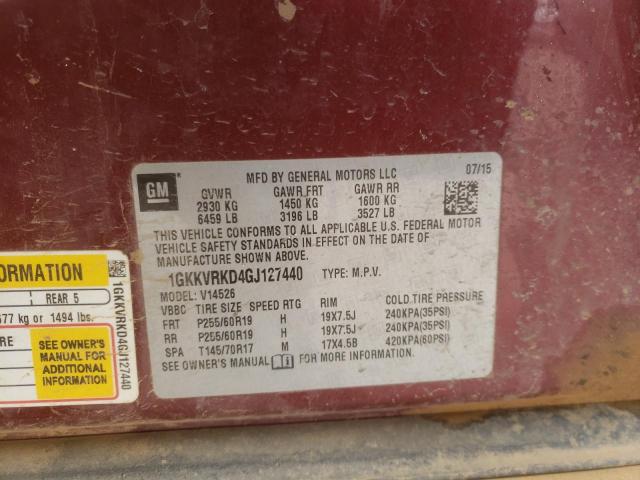 MFD BY GENERAL MOTORS LLC 07/15
GM
GVWR GAWR FRT GAWR RR
2930 KG 1450 KG 1600 KG
6459 LB 3196 LB 3527 LB
THIS VEHICLE CONFORMS TO ALL APPLICABLE U.S. FEDERAL MOTOR
VEHICLE SAFETY STANDARDS IN EFFECT ON THE DATE OF
MANUFACTURE SHOWN ABOVE.
1GKKVRKD4GJ127440 TYPE: M.P.V.
MODEL: V14526
VBBC TIRE SIZE SPEED RTG RIM COLD TIRE PRESSURE
FRT P255/60R19 H 19X7.5J 240KPA(35PSI)
RR P255/60R19 H 19X7.5J 240KPA(35PSI)
SPA T145/70R17 M 17X4.5B 420KPA(60PSI)
SEE OWNER'S MANUAL FOR MORE INFORMATION.
ORMATION
REAR 5
677 kg or 1494 lbs.
RE
SEE OWNER'S
MANUAL FOR
ADDITIONAL
INFORMATION
1GKKVRKD4GJ127440